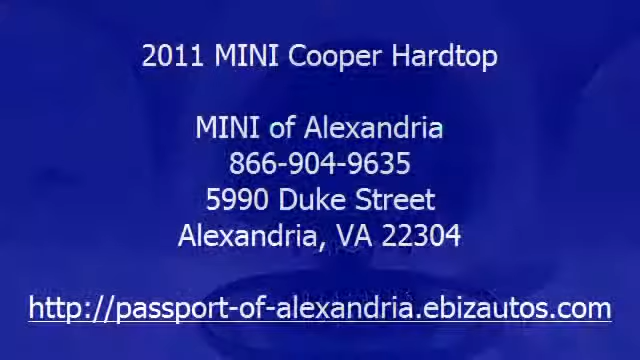 2011 MINI Cooper Hardtop
MINI of Alexandria
866-904-9635
5990 Duke Street
Alexandria, VA 22304
http://passport-of-alexandria.ebizautos.com